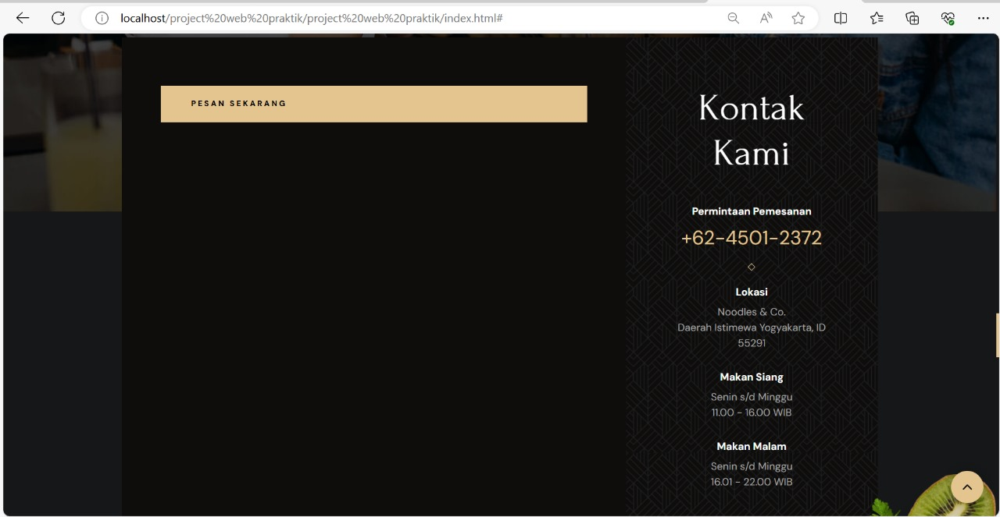 localhost/project%20web%20praktik/project%20web%20praktik/index.html#
PESAN SEKARANG
Kontak
Kami
Permintaan Pemesanan
+62-4501-2372
Lokasi
Noodles & Co.
Daerah Istimewa Yogyakarta, ID
55291
Makan Siang
Senin s/d Minggu
11.00 - 16.00 WIB
Makan Malam
Senin s/d Minggu
16.01 - 22.00 WIB